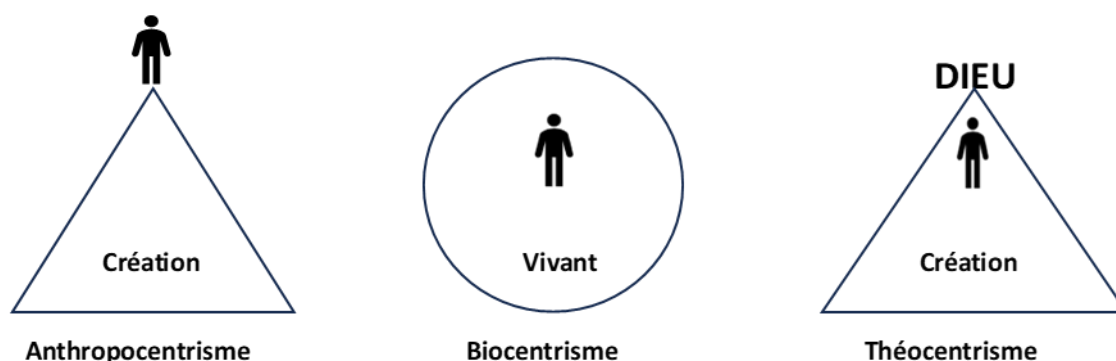 DIEU
Création
Vivant
Création
Anthropocentrisme
Biocentrisme
Théocentrisme